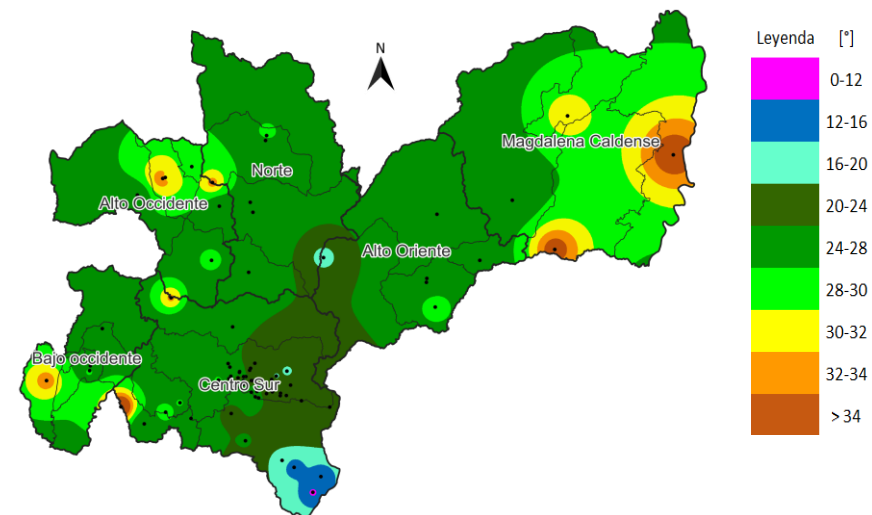 N
Magdalena Caldense
Norte
Alto Occidente
Alto Oriente
Bajo occidente
Centro Sur
Leyenda [°]
0-12
12-16
16-20
20-24
24-28
28-30
30-32
32-34
> 34